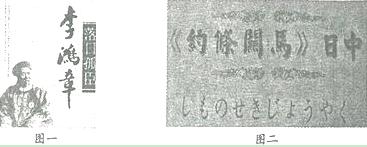 李鴻章
落日孤臣
《約條關馬》日中
しものせきじょうやく
图一
图二